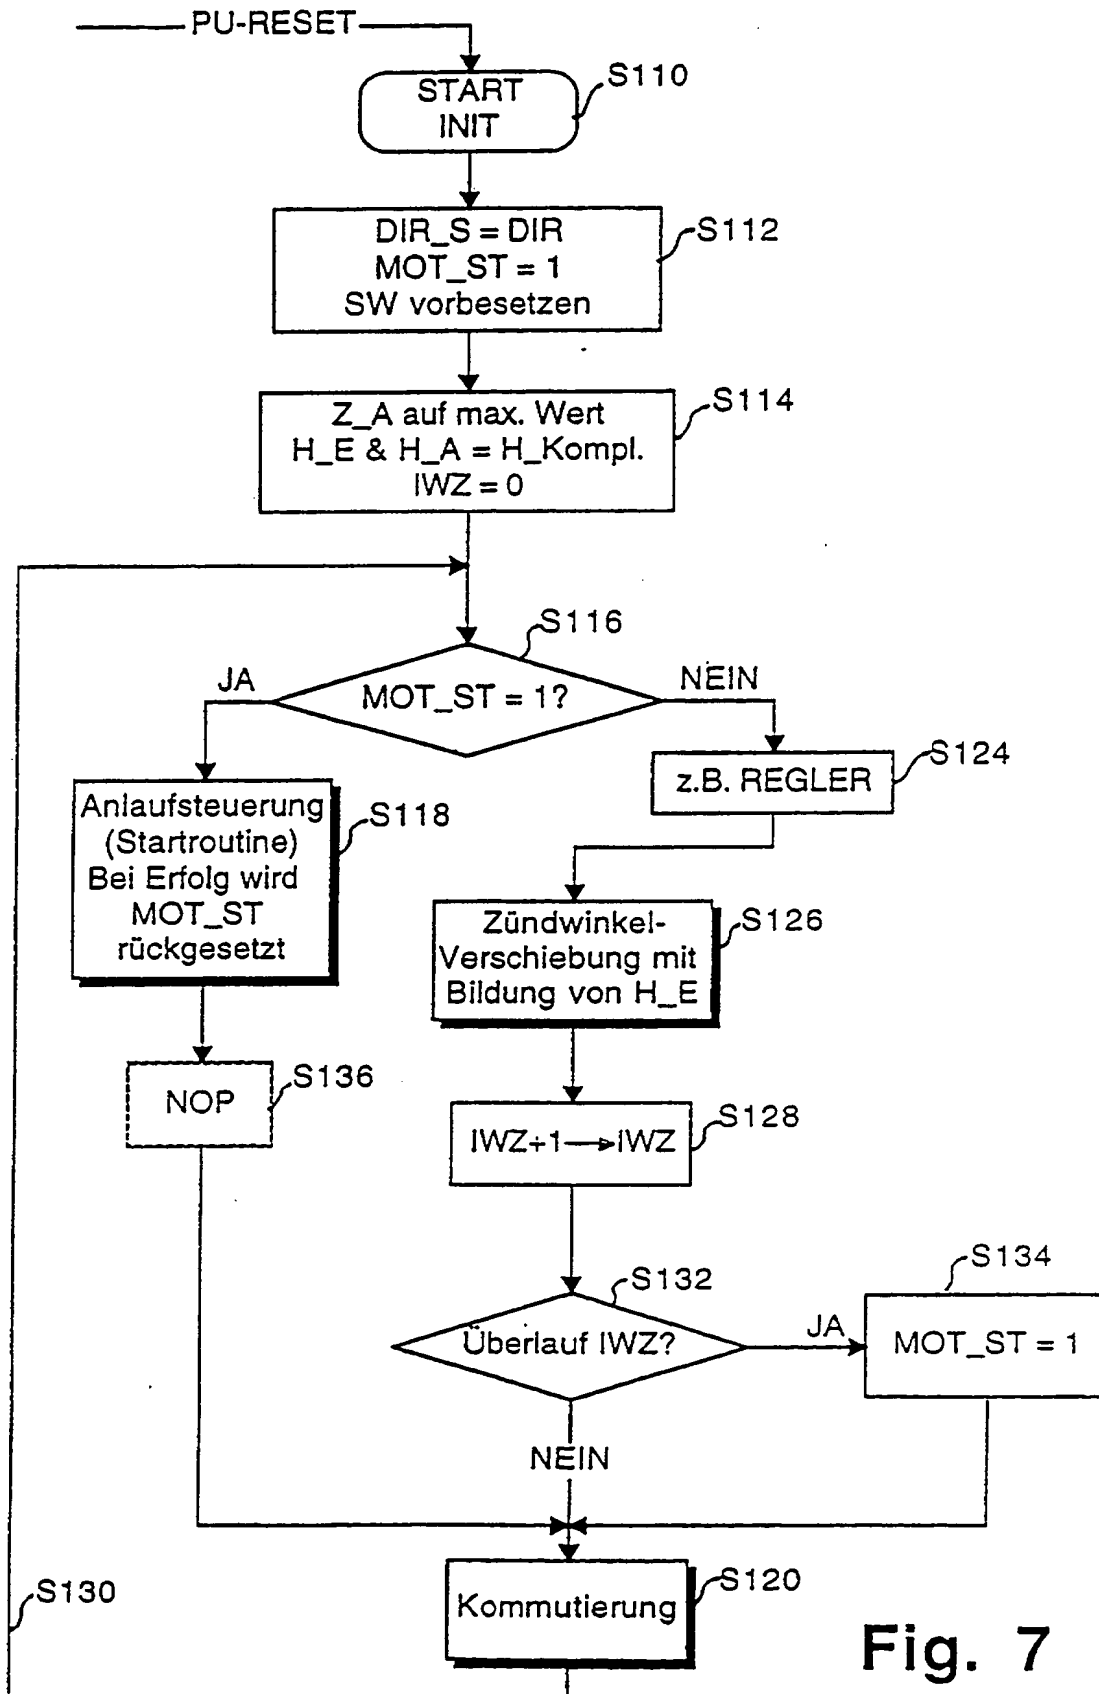 PU-RESET
START
INIT
S110
DIR_S = DIR
MOT_ST = 1
SW vorbesetzen
S112
Z_A auf max. Wert
H_E & H_A = H_Kompl.
IWZ = 0
S114
S116
MOT_ST = 1?
JA
NEIN
Anlaufsteuerung
(Startroutine)
Bei Erfolg wird
MOT_ST
rückgesetzt
S118
z.B. REGLER
S124
Zündwinkel-
Verschiebung mit
Bildung von H_E
S126
NOP
S136
IWZ+1→IWZ
S128
S132
Überlauf IWZ?
JA
S134
MOT_ST = 1
NEIN
S130
Kommutierung
S120
Fig. 7